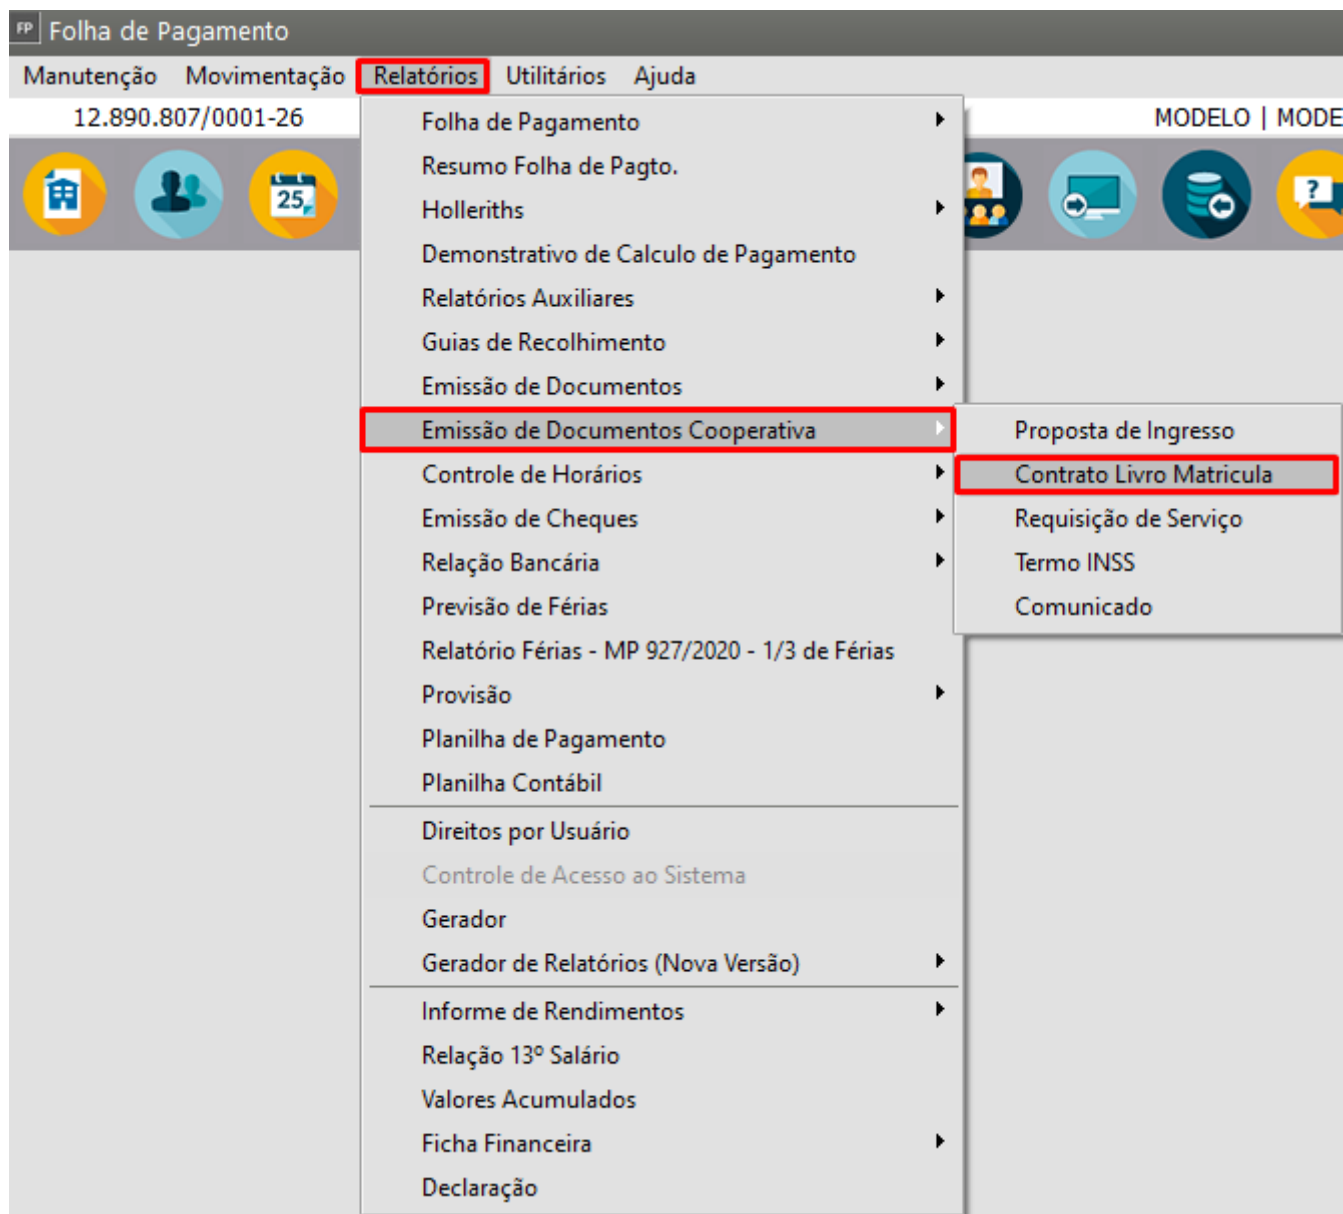 FP Folha de Pagamento
Manutenção Movimentação Relatórios Utilitários Ajuda
12.890.807/0001-26 MODELO | MODE
25
?
Folha de Pagamento
Resumo Folha de Pagto.
Holleriths
Demonstrativo de Calculo de Pagamento
Relatórios Auxiliares
Guias de Recolhimento
Emissão de Documentos
Emissão de Documentos Cooperativa
Controle de Horários
Emissão de Cheques
Relação Bancária
Previsão de Férias
Relatório Férias - MP 927/2020 - 1/3 de Férias
Provisão
Planilha de Pagamento
Planilha Contábil
Direitos por Usuário
Controle de Acesso ao Sistema
Gerador
Gerador de Relatórios (Nova Versão)
Informe de Rendimentos
Relação 13º Salário
Valores Acumulados
Ficha Financeira
Declaração
Proposta de Ingresso
Contrato Livro Matricula
Requisição de Serviço
Termo INSS
Comunicado